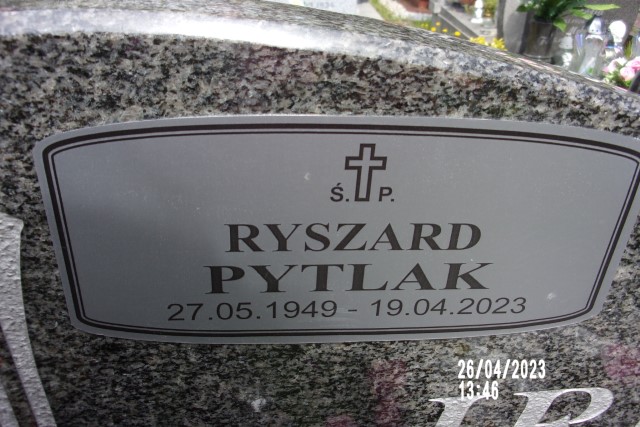 Ś. P.
RYSZARD
PYTLAK
27.05.1949 - 19.04.2023
26/04/2023
13:46